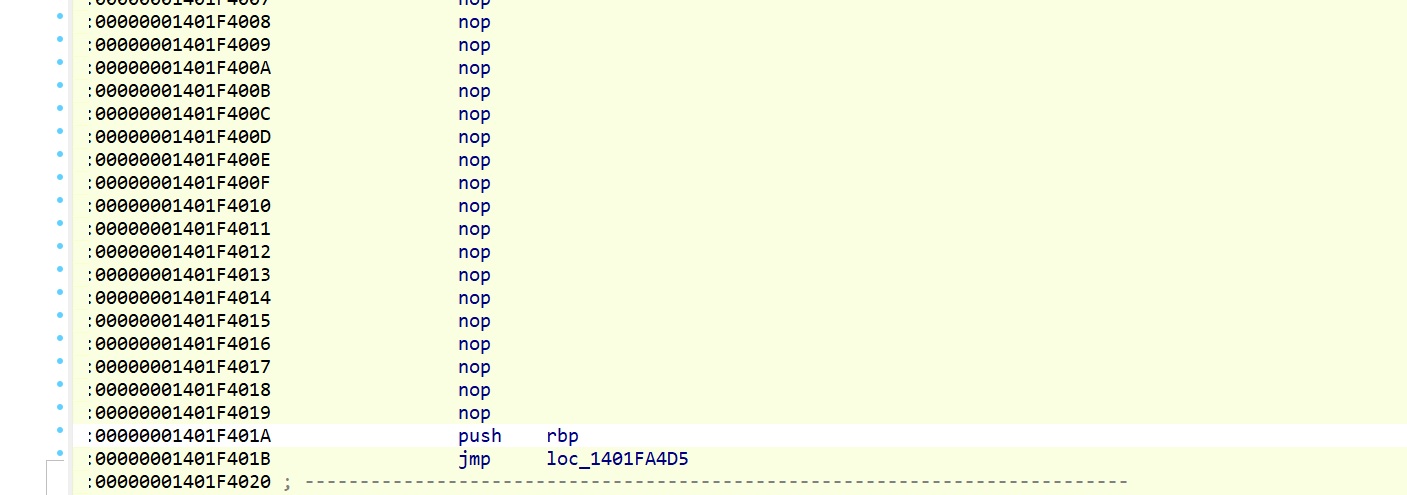 :00000001401F4007 nop
:00000001401F4008 nop
:00000001401F4009 nop
:00000001401F400A nop
:00000001401F400B nop
:00000001401F400C nop
:00000001401F400D nop
:00000001401F400E nop
:00000001401F400F nop
:00000001401F4010 nop
:00000001401F4011 nop
:00000001401F4012 nop
:00000001401F4013 nop
:00000001401F4014 nop
:00000001401F4015 nop
:00000001401F4016 nop
:00000001401F4017 nop
:00000001401F4018 nop
:00000001401F4019 nop
:00000001401F401A push rbp
:00000001401F401B jmp loc_1401FA4D5
:00000001401F4020 ; ---------------------------------------------------------------------------